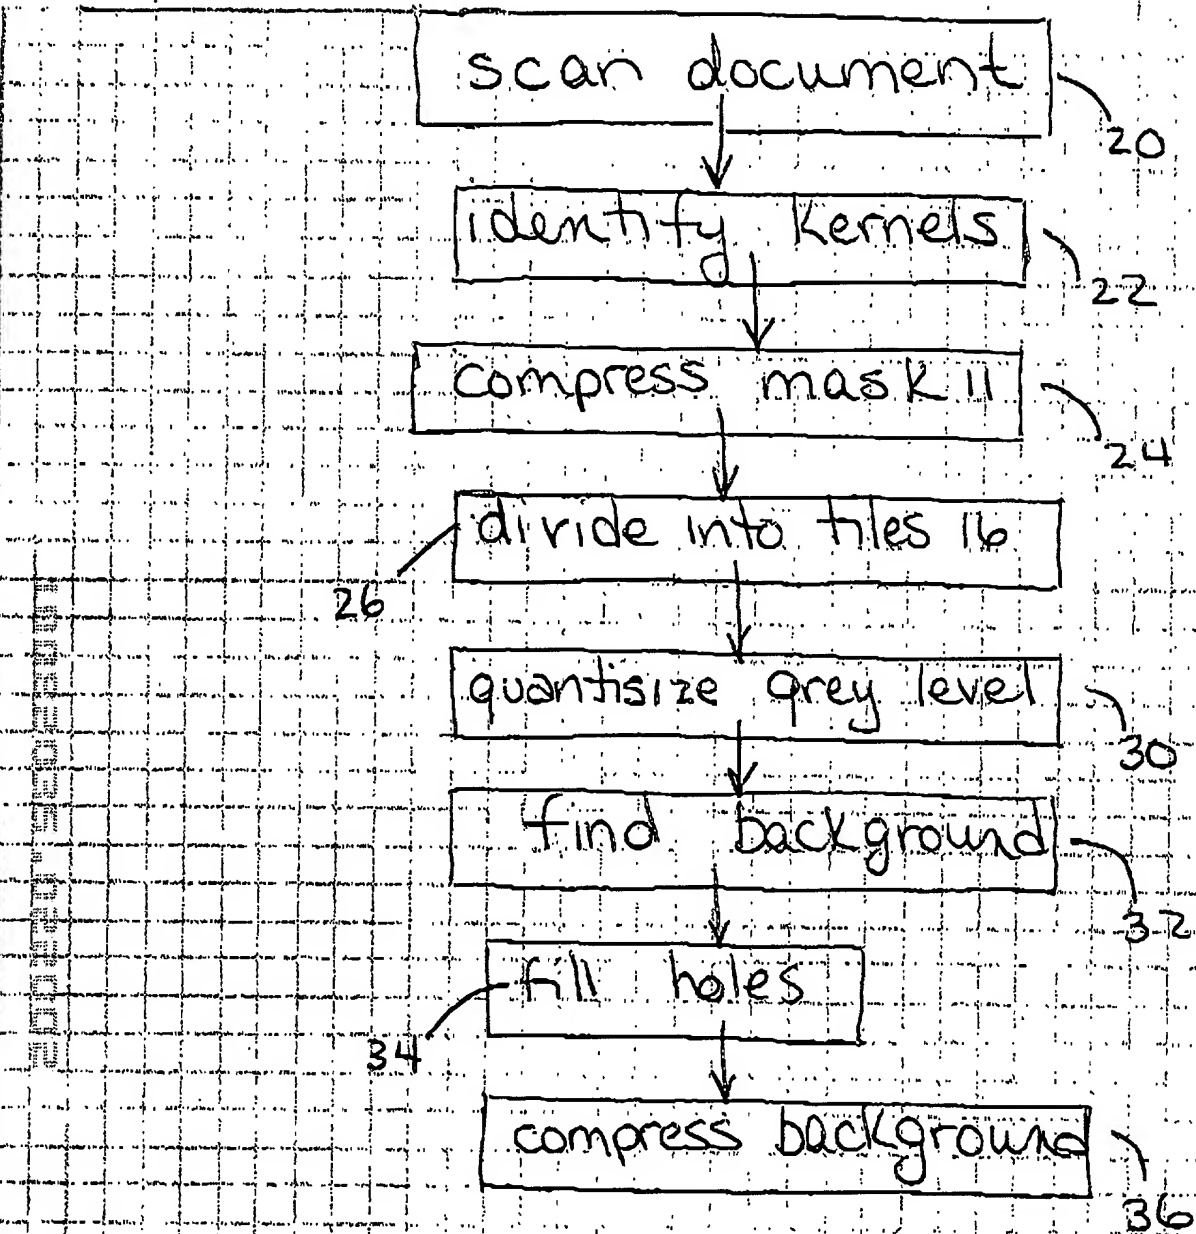 scan document
20
identify kernels
22
compress mask 11
24
divide into tiles 16
26
quantisize grey level
30
find background
32
fill holes
34
compress background
36